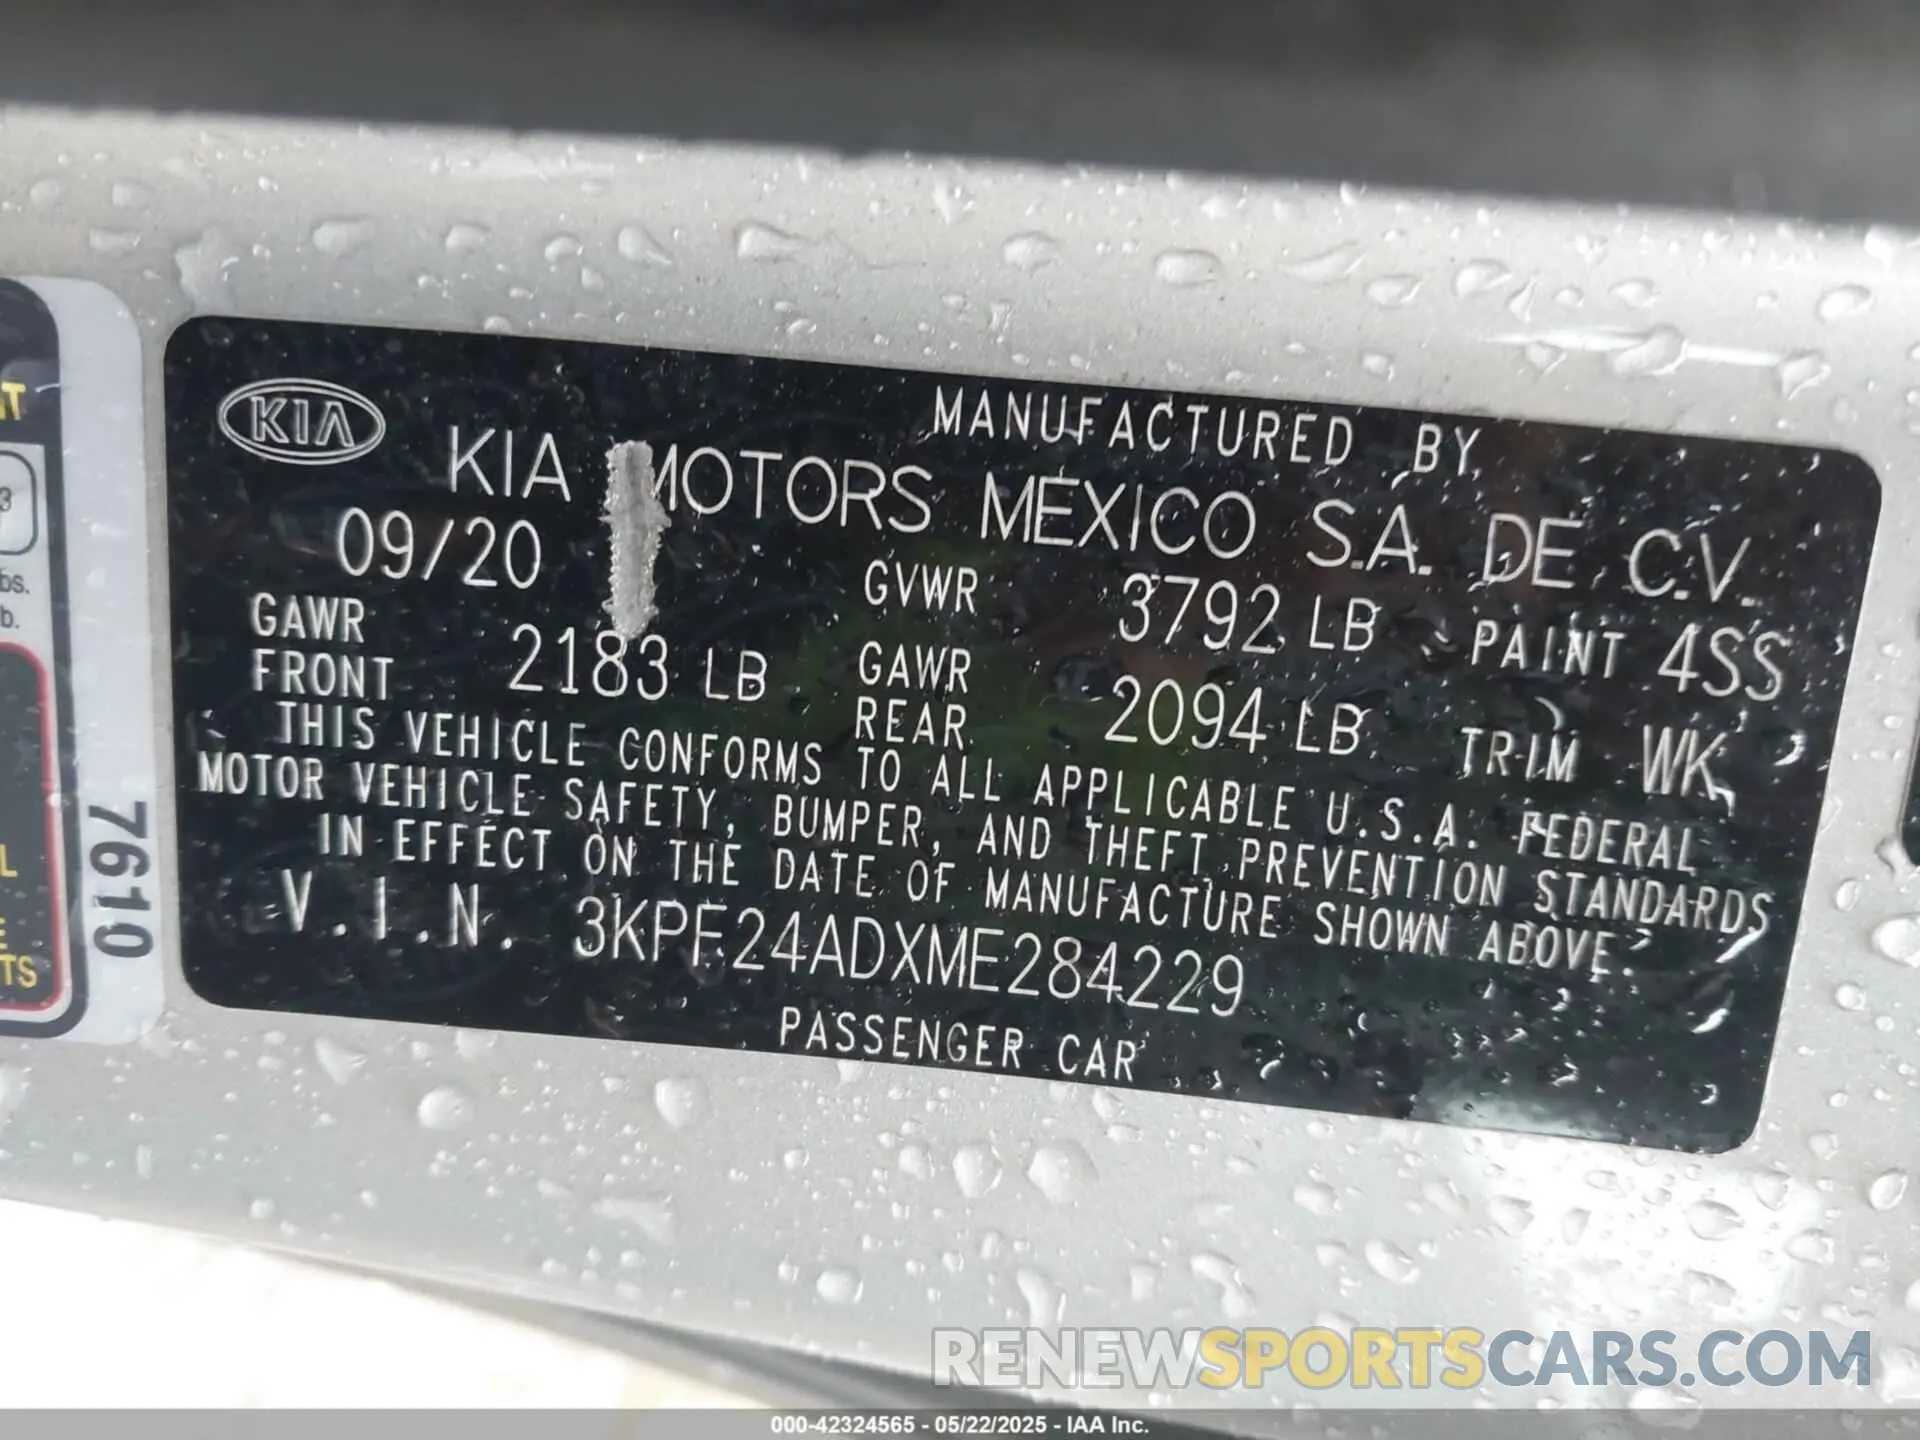 KIA
MANUFACTURED BY
KIA MOTORS MEXICO S.A. DE C.V.
09/20 GVWR 3792 LB PAINT 4SS
GAWR FRONT 2183 LB GAWR REAR 2094 LB TRIM WK
THIS VEHICLE CONFORMS TO ALL APPLICABLE U.S.A. FEDERAL
MOTOR VEHICLE SAFETY, BUMPER, AND THEFT PREVENTION STANDARDS
IN EFFECT ON THE DATE OF MANUFACTURE SHOWN ABOVE.
V.I.N. 3KPF24ADXME284229
PASSENGER CAR
7610
3
TS
RENEWSPORTSCARS.COM
000-42324565 - 05/22/2025 - IAA Inc.